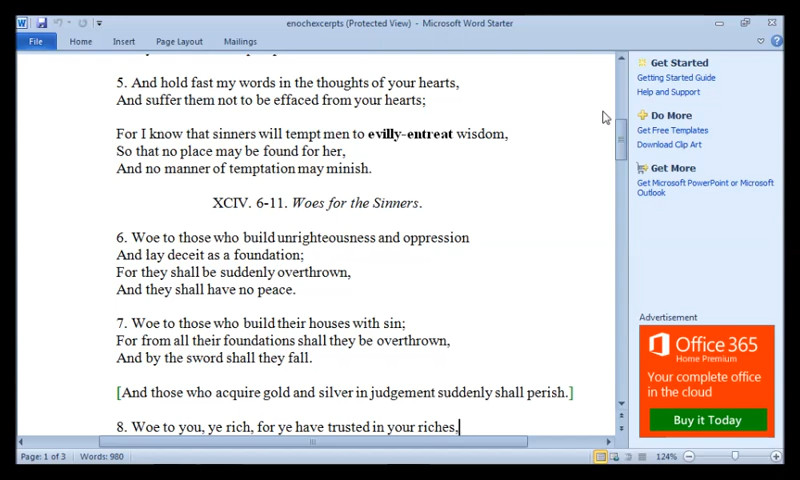 enochexcerpts (Protected View) - Microsoft Word Starter
File Home Insert Page Layout Mailings
5. And hold fast my words in the thoughts of your hearts,
And suffer them not to be effaced from your hearts;
For I know that sinners will tempt men to evilly-entreat wisdom,
So that no place may be found for her,
And no manner of temptation may minish.
XCIV. 6-11. Woes for the Sinners.
6. Woe to those who build unrighteousness and oppression
And lay deceit as a foundation;
For they shall be suddenly overthrown,
And they shall have no peace.
7. Woe to those who build their houses with sin;
For from all their foundations shall they be overthrown,
And by the sword shall they fall.
[And those who acquire gold and silver in judgement suddenly shall perish.]
8. Woe to you, ye rich, for ye have trusted in your riches,
Get Started
Getting Started Guide
Help and Support
Do More
Get Free Templates
Download Clip Art
Get More
Get Microsoft PowerPoint or Microsoft
Outlook
Advertisement
Office 365
Home Premium
Your complete office
in the cloud
Buy it Today
Page: 1 of 3 Words: 980 124%